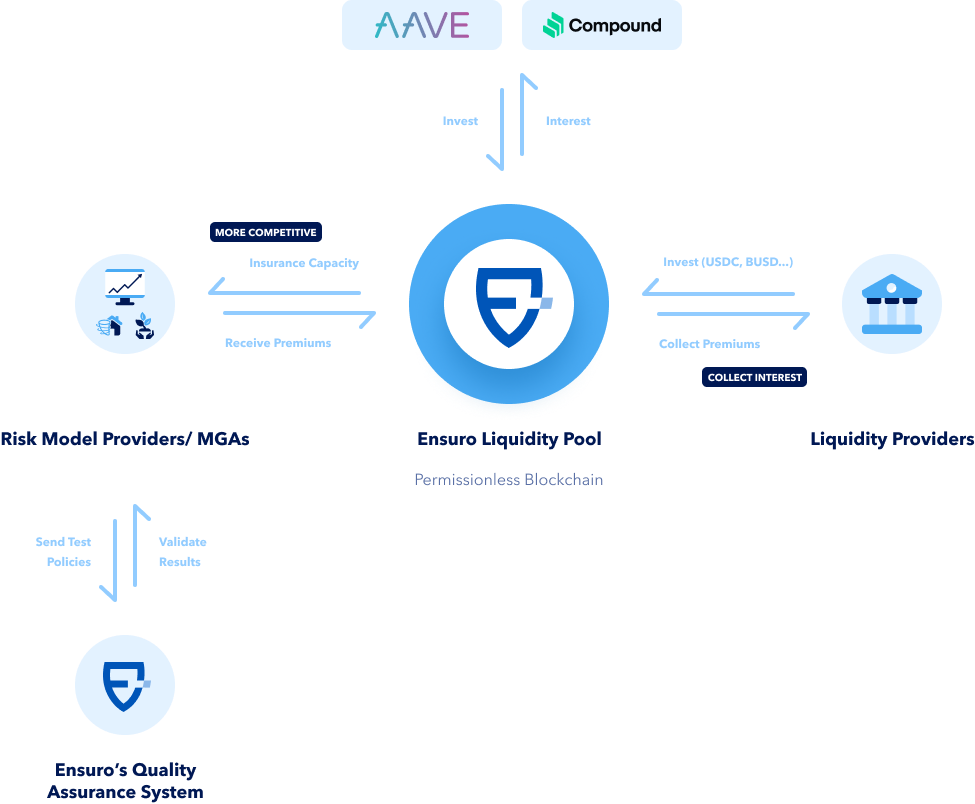 AAVE
Compound
Invest
Interest
MORE COMPETITIVE
Insurance Capacity
Receive Premiums
Invest (USDC, BUSD...)
Collect Premiums
COLLECT INTEREST
Risk Model Providers/ MGAs
Ensuro Liquidity Pool
Liquidity Providers
Permissionless Blockchain
Send Test
Policies
Validate
Results
Ensuro’s Quality
Assurance System